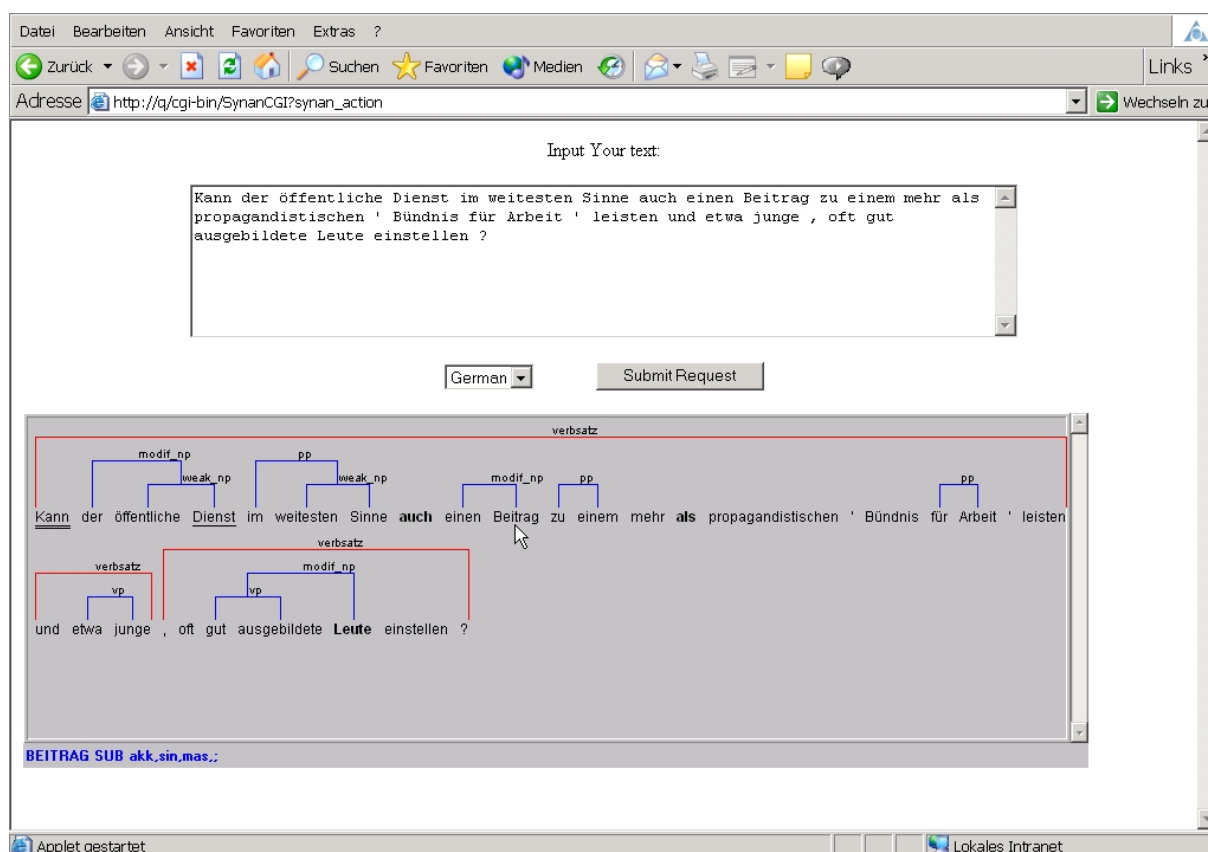 Datei Bearbeiten Ansicht Favoriten Extras ?
Zurück Suchen Favoriten Medien Links
Adresse http://q/cgi-bin/SynanCGI?synan_action Wechseln zu
Input Your text:
Kann der öffentliche Dienst im weitesten Sinne auch einen Beitrag zu einem mehr als
propagandistischen ' Bündnis für Arbeit ' leisten und etwa junge , oft gut
ausgebildete Leute einstellen ?
German Submit Request
verbsatz
modif_np pp
weak_np weak_np modif_np pp pp
Kann der öffentliche Dienst im weitesten Sinne auch einen Beitrag zu einem mehr als propagandistischen ' Bündnis für Arbeit ' leisten
verbsatz
verbsatz modif_np
vp vp
und etwa junge , oft gut ausgebildete Leute einstellen ?
BEITRAG SUB akk,sin,mas,;
Applet gestartet Lokales Intranet